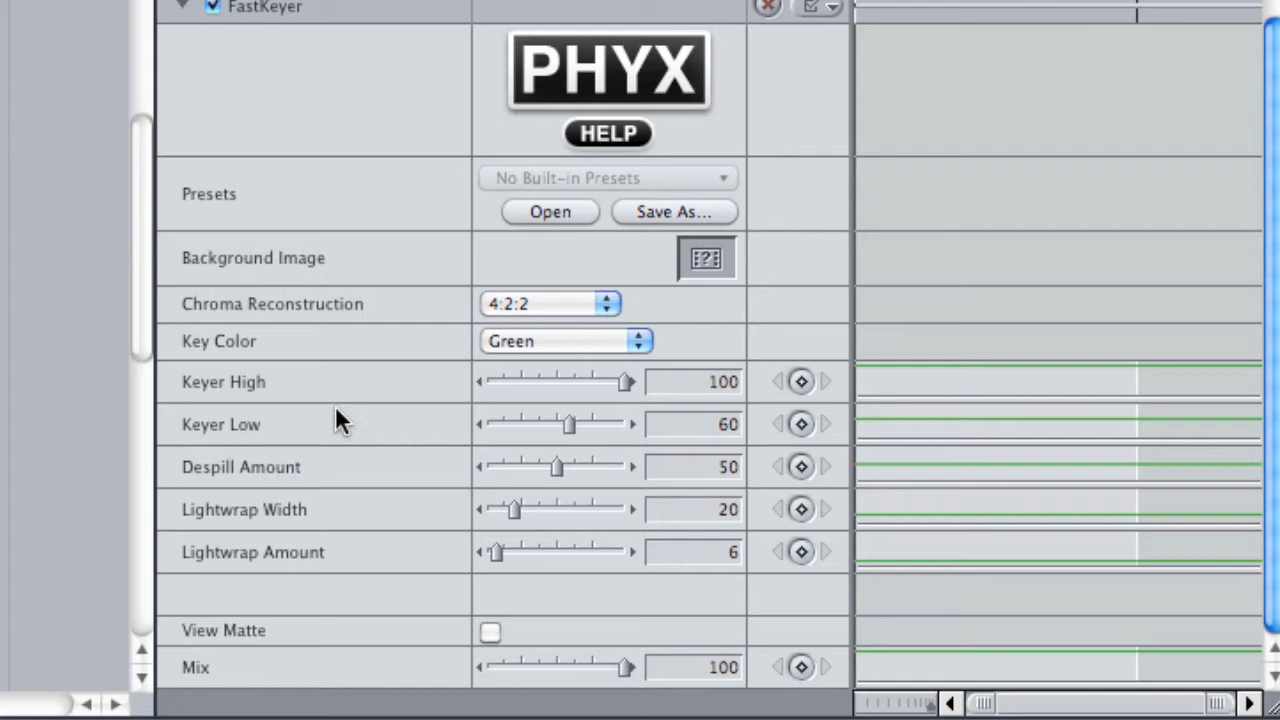 FastKeyer
PHYX
HELP
Presets
No Built-in Presets
Open
Save As...
Background Image
Chroma Reconstruction
4:2:2
Key Color
Green
Keyer High
100
Keyer Low
60
Despill Amount
50
Lightwrap Width
20
Lightwrap Amount
6
View Matte
Mix
100